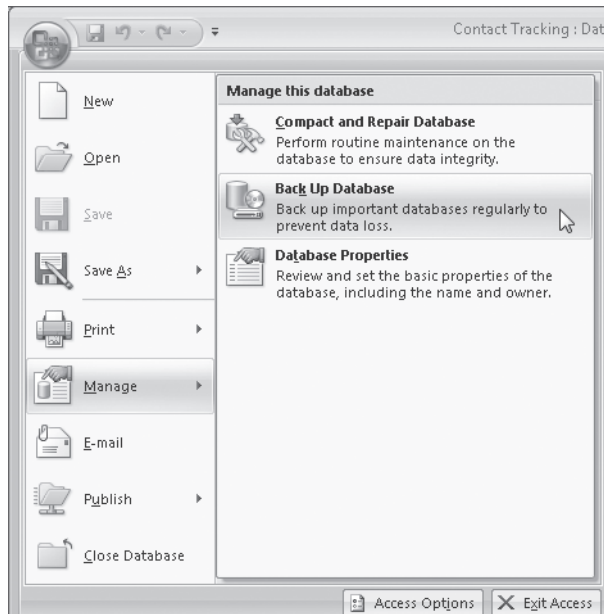 Contact Tracking : Dat
New
Open
Save
Save As
Print
Manage
E-mail
Publish
Close Database
Manage this database
Compact and Repair Database
Perform routine maintenance on the
database to ensure data integrity.
Back Up Database
Back up important databases regularly to
prevent data loss.
Database Properties
Review and set the basic properties of the
database, including the name and owner.
Access Options
Exit Access